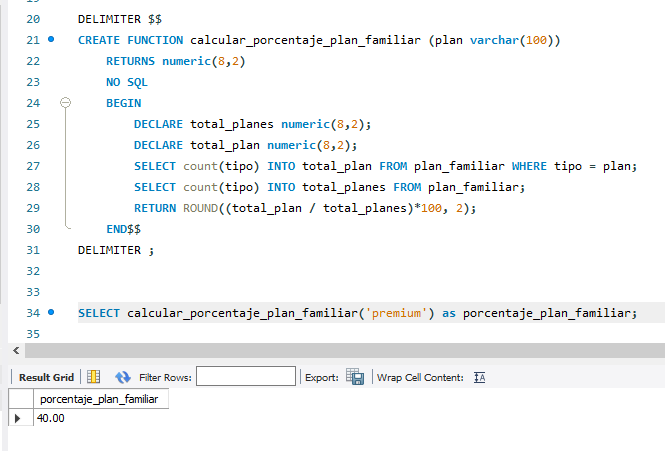 20 DELIMITER $$
21 CREATE FUNCTION calcular_porcentaje_plan_familiar (plan varchar(100))
22 RETURNS numeric(8,2)
23 NO SQL
24 BEGIN
25 DECLARE total_planes numeric(8,2);
26 DECLARE total_plan numeric(8,2);
27 SELECT count(tipo) INTO total_plan FROM plan_familiar WHERE tipo = plan;
28 SELECT count(tipo) INTO total_planes FROM plan_familiar;
29 RETURN ROUND((total_plan / total_planes)*100, 2);
30 END$$
31 DELIMITER ;
32
33
34 SELECT calcular_porcentaje_plan_familiar('premium') as porcentaje_plan_familiar;
35
Result Grid Filter Rows: Export: Wrap Cell Content: IA
porcentaje_plan_familiar
40.00